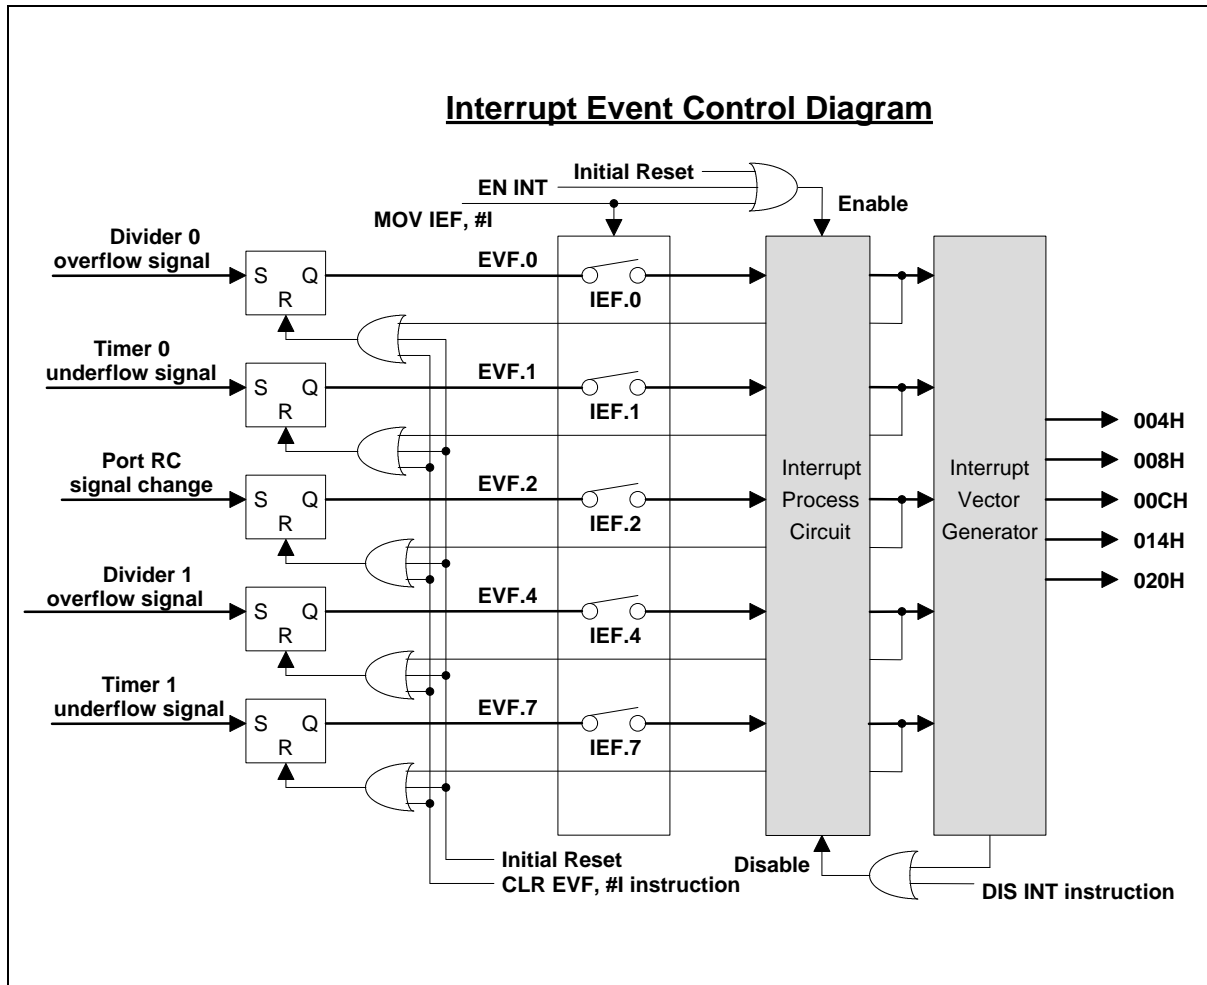 Interrupt Event Control Diagram
Initial Reset
EN INT
MOV IEF, #I
Enable
Divider 0
overflow signal
S Q
R
EVF.0
IEF.0
Timer 0
underflow signal
S Q
R
EVF.1
IEF.1
Port RC
signal change
S Q
R
EVF.2
IEF.2
Divider 1
overflow signal
S Q
R
EVF.4
IEF.4
Timer 1
underflow signal
S Q
R
EVF.7
IEF.7
Interrupt
Process
Circuit
Interrupt
Vector
Generator
004H
008H
00CH
014H
020H
Initial Reset
CLR EVF, #I instruction
Disable
DIS INT instruction